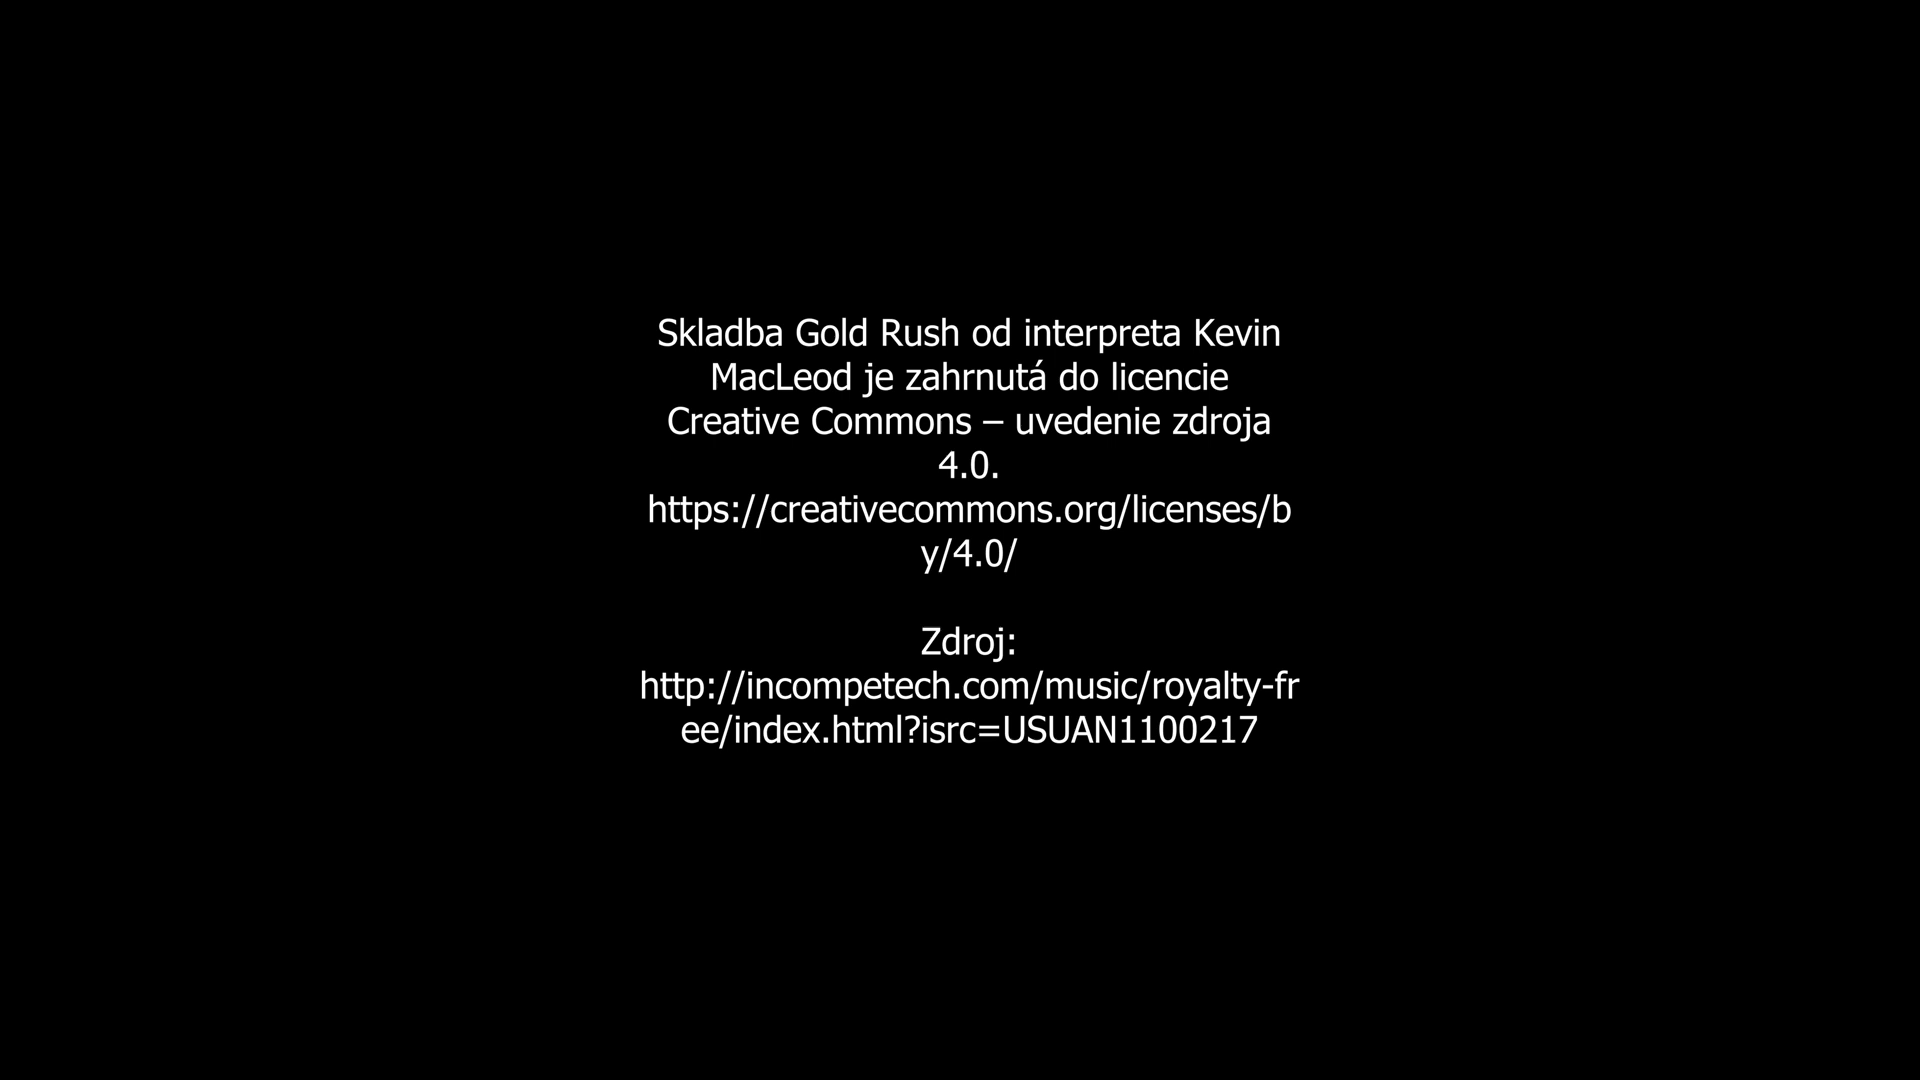 Skladba Gold Rush od interpreta Kevin
MacLeod je zahrnutá do licencie
Creative Commons – uvedenie zdroja
4.0.
https://creativecommons.org/licenses/b
y/4.0/
Zdroj:
http://incompetech.com/music/royalty-fr
ee/index.html?isrc=USUAN1100217